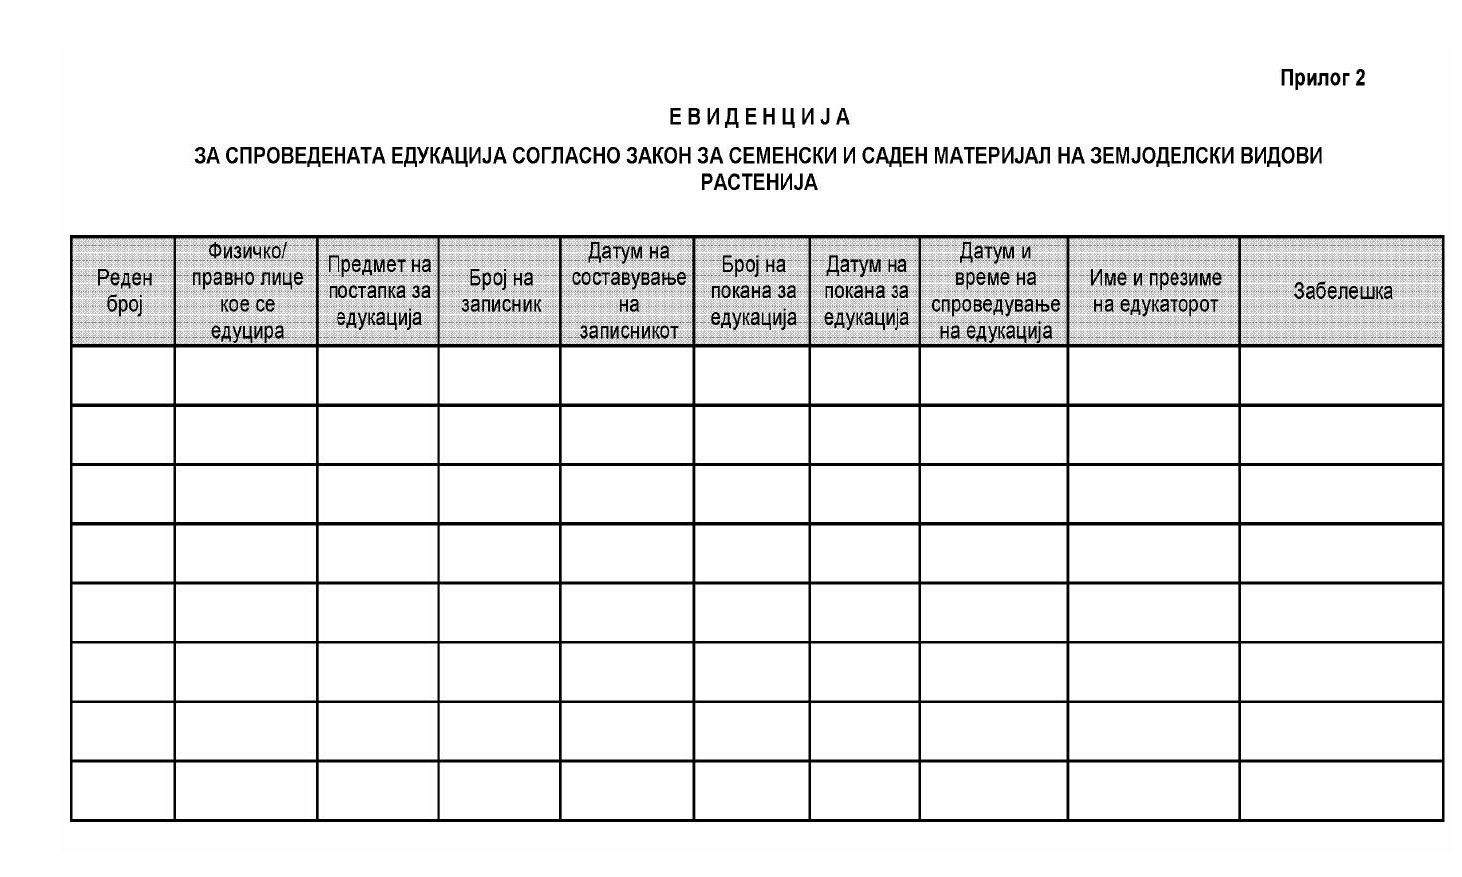 Прилог 2
Е В И Д Е Н Ц И Ј А
ЗА СПРОВЕДЕНАТА ЕДУКАЦИЈА СОГЛАСНО ЗАКОН ЗА СЕМЕНСКИ И САДЕН МАТЕРИЈАЛ НА ЗЕМЈОДЕЛСКИ ВИДОВИ
РАСТЕНИЈА
Реден
број
Физичко/
правно лице
кое се
едуцира
Предмет на
постапка за
едукација
Број на
записник
Датум на
составување
на
записникот
Број на
покана за
едукација
Датум на
покана за
едукација
Датум и
време на
спроведување
на едукација
Име и презиме
на едукаторот
Забелешка